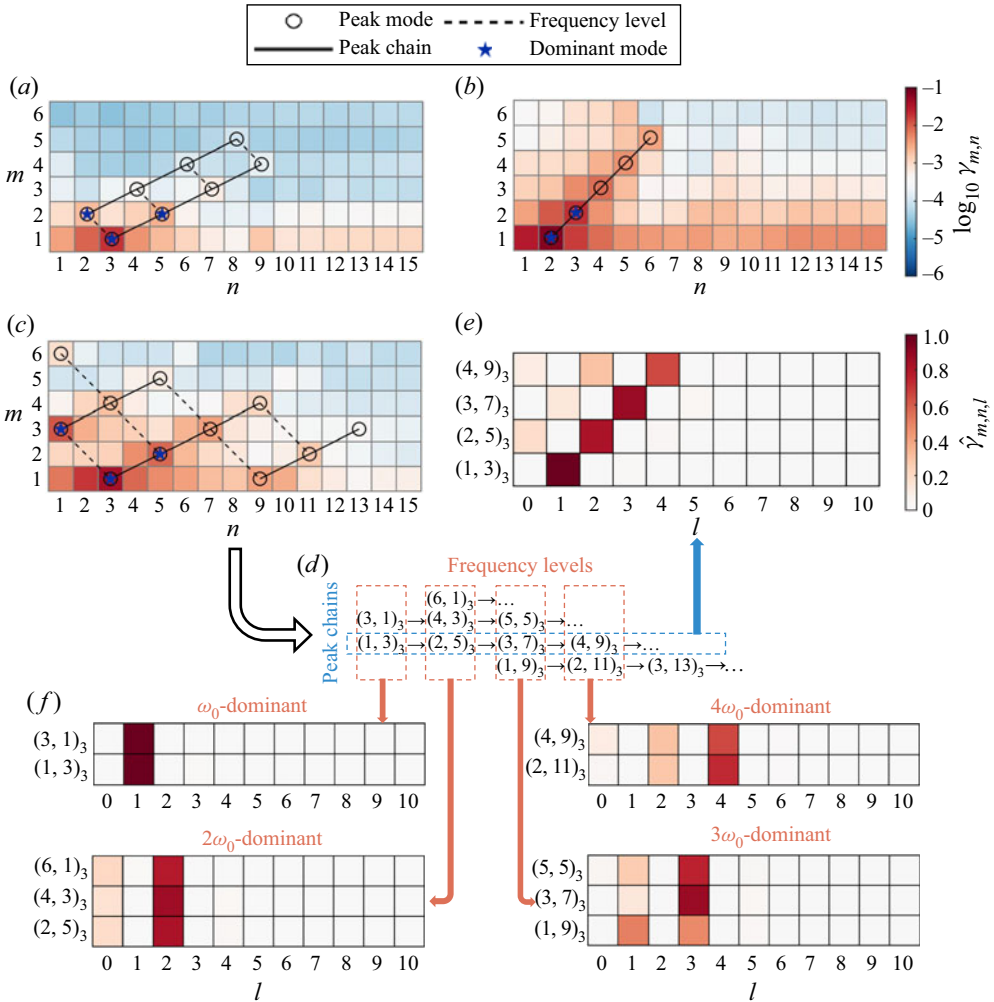 Peak mode Frequency level
Peak chain Dominant mode
(a)
6
5
4
m 3
2
1
1 2 3 4 5 6 7 8 9 10 11 12 13 14 15
n
(b)
6
5
4
3
2
1
1 2 3 4 5 6 7 8 9 10 11 12 13 14 15
n
−1
−2
−3
−4
−5
−6
log₁₀ γm,n
(c)
6
5
4
m 3
2
1
1 2 3 4 5 6 7 8 9 10 11 12 13 14 15
n
(e)
(4, 9)₃
(3, 7)₃
(2, 5)₃
(1, 3)₃
0 1 2 3 4 5 6 7 8 9 10
l
1.0
0.8
0.6
0.4
0.2
0
γ̂m,n,l
(d)
Frequency levels
Peak chains
(6, 1)₃→...
(3, 1)₃→(4, 3)₃→(5, 5)₃→...
(1, 3)₃→(2, 5)₃→(3, 7)₃→(4, 9)₃→...
(1, 9)₃→(2, 11)₃→(3, 13)₃→...
(f)
ω₀-dominant
(3, 1)₃
(1, 3)₃
0 1 2 3 4 5 6 7 8 9 10
4ω₀-dominant
(4, 9)₃
(2, 11)₃
0 1 2 3 4 5 6 7 8 9 10
2ω₀-dominant
(6, 1)₃
(4, 3)₃
(2, 5)₃
0 1 2 3 4 5 6 7 8 9 10
l
3ω₀-dominant
(5, 5)₃
(3, 7)₃
(1, 9)₃
0 1 2 3 4 5 6 7 8 9 10
l